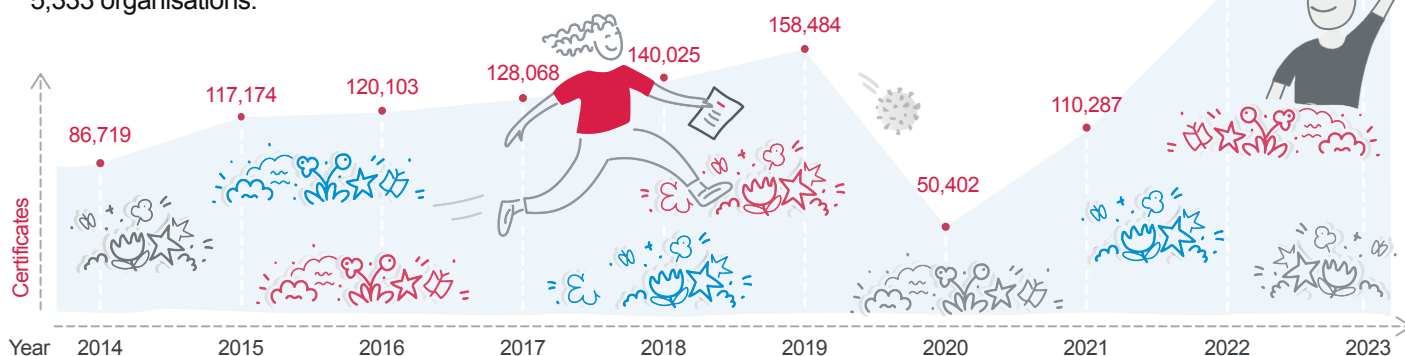 5,333 organisations.
158,484
140,025
128,068
120,103
117,174
110,287
86,719
50,402
Certificates
Year 2014 2015 2016 2017 2018 2019 2020 2021 2022 2023